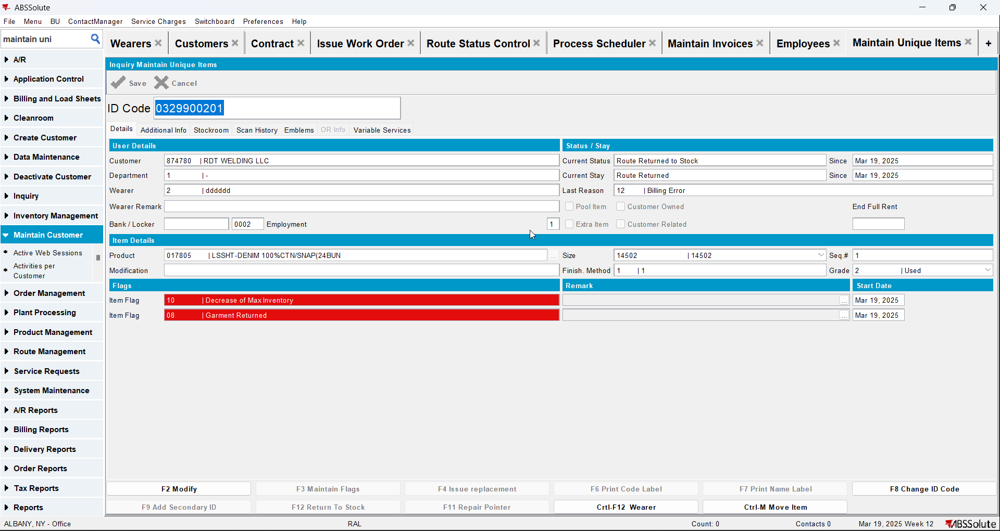 ABSSolute
File Menu BU ContactManager Service Charges Switchboard Preferences Help
maintain uni
Wearers Customers Contract Issue Work Order Route Status Control Process Scheduler Maintain Invoices Employees Maintain Unique Items +
A/R
Application Control
Billing and Load Sheets
Cleanroom
Create Customer
Data Maintenance
Deactivate Customer
Inquiry
Inventory Management
Maintain Customer
Active Web Sessions
Activities per
Customer
Order Management
Plant Processing
Product Management
Route Management
Service Requests
System Maintenance
A/R Reports
Billing Reports
Delivery Reports
Order Reports
Tax Reports
Reports
Inquiry Maintain Unique Items
Save Cancel
ID Code 0329900201
Details Additional Info Stockroom Scan History Emblems OR Info Variable Services
User Details Status / Stay
Customer 874780 | RDT WELDING LLC Current Status Route Returned to Stock Since Mar 19, 2025
Department 1 | - Current Stay Route Returned Since Mar 19, 2025
Wearer 2 | dddddd Last Reason 12 | Billing Error
Wearer Remark Pool Item Customer Owned End Full Rent
Bank / Locker 0002 Employment 1 Extra Item Customer Related
Item Details
Product 017805 | LSSHT-DENIM 100%CTN/SNAP(24BUN ... Size 14502 | 14502 Seq.# 1
Modification Finish. Method 1 | 1 Grade 2 | Used
Flags Remark Start Date
Item Flag 10 | Decrease of Max Inventory ... Mar 19, 2025
Item Flag 08 | Garment Returned ... Mar 19, 2025
F2 Modify F3 Maintain Flags F4 Issue replacement F6 Print Code Label F7 Print Name Label F8 Change ID Code
F9 Add Secondary ID F12 Return To Stock F11 Repair Pointer Crtl-F12 Wearer Ctrl-M Move Item
ALBANY, NY - Office RAL Count: 0 Contacts 0 Mar 19, 2025 Week 12 ABSSolute